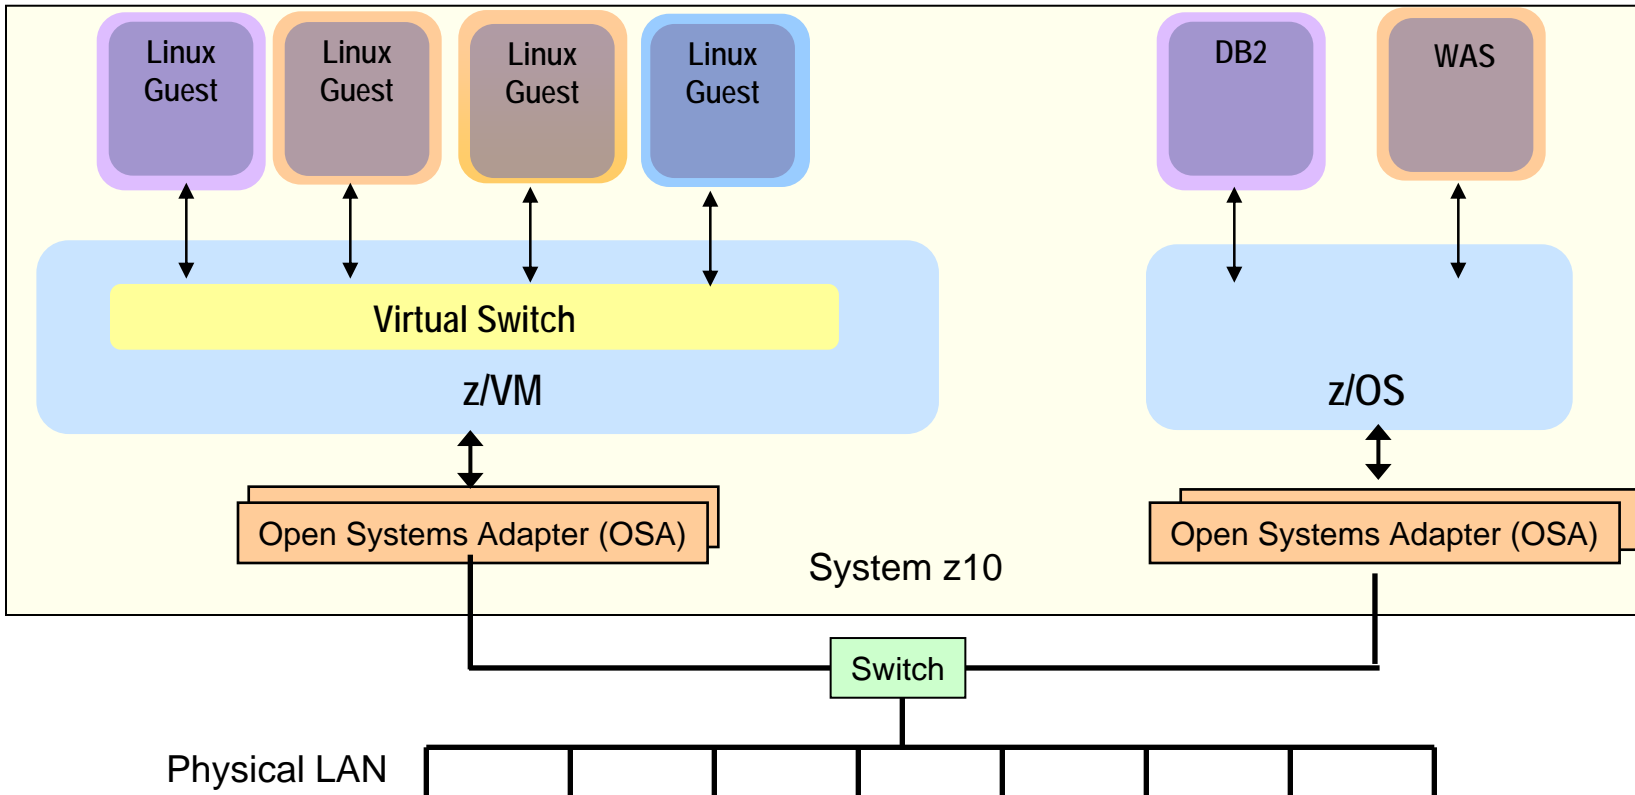 Linux
Guest
Linux
Guest
Linux
Guest
Linux
Guest
DB2
WAS
Virtual Switch
z/VM
z/OS
Open Systems Adapter (OSA)
Open Systems Adapter (OSA)
System z10
Switch
Physical LAN